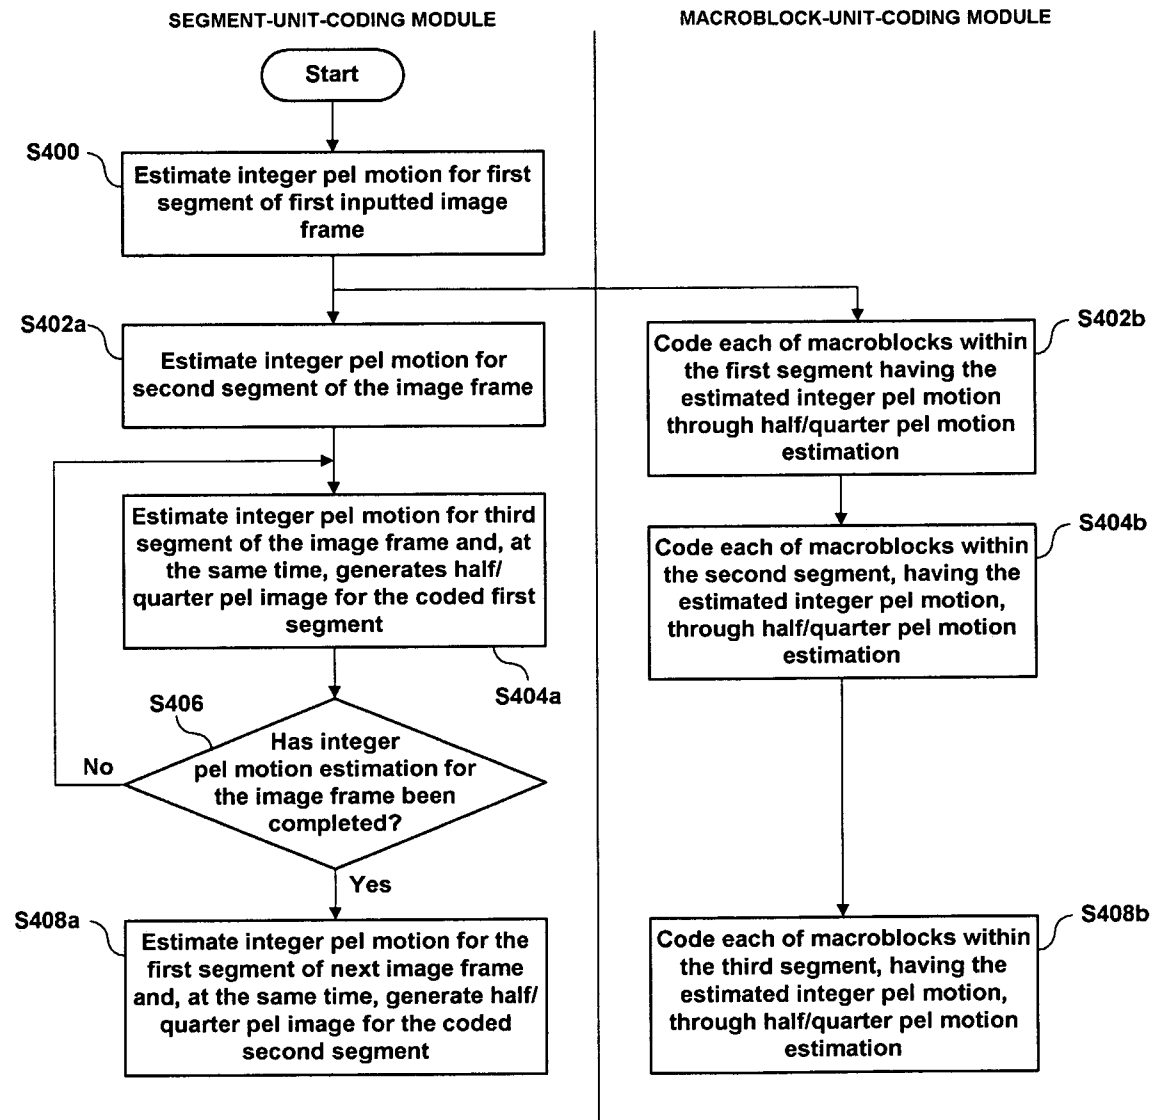 SEGMENT-UNIT-CODING MODULE
MACROBLOCK-UNIT-CODING MODULE
Start
S400
Estimate integer pel motion for first
segment of first inputted image
frame
S402a
Estimate integer pel motion for
second segment of the image frame
S402b
Code each of macroblocks within
the first segment having the
estimated integer pel motion
through half/quarter pel motion
estimation
Estimate integer pel motion for third
segment of the image frame and, at
the same time, generates half/
quarter pel image for the coded first
segment
S404a
S404b
Code each of macroblocks within
the second segment, having the
estimated integer pel motion,
through half/quarter pel motion
estimation
S406
Has integer
pel motion estimation for
the image frame been
completed?
No
Yes
S408a
Estimate integer pel motion for the
first segment of next image frame
and, at the same time, generate half/
quarter pel image for the coded
second segment
S408b
Code each of macroblocks within
the third segment, having the
estimated integer pel motion,
through half/quarter pel motion
estimation